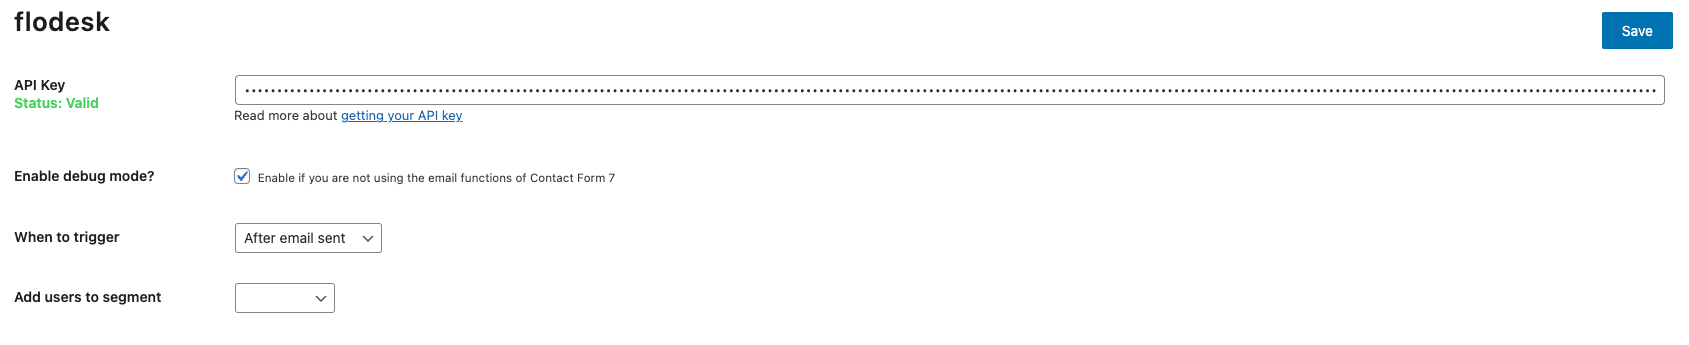 flodesk
Save
API Key
Status: Valid
Read more about getting your API key
Enable debug mode?
Enable if you are not using the email functions of Contact Form 7
When to trigger
After email sent
Add users to segment